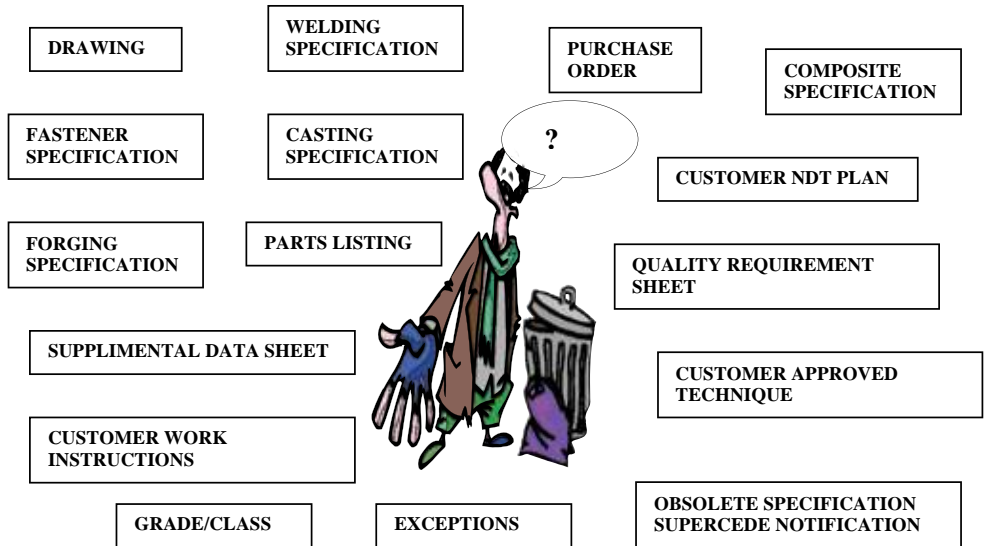 DRAWING
WELDING
SPECIFICATION
PURCHASE
ORDER
COMPOSITE
SPECIFICATION
FASTENER
SPECIFICATION
CASTING
SPECIFICATION
?
CUSTOMER NDT PLAN
FORGING
SPECIFICATION
PARTS LISTING
QUALITY REQUIREMENT
SHEET
SUPPLIMENTAL DATA SHEET
CUSTOMER APPROVED
TECHNIQUE
CUSTOMER WORK
INSTRUCTIONS
GRADE/CLASS
EXCEPTIONS
OBSOLETE SPECIFICATION
SUPERCEDE NOTIFICATION